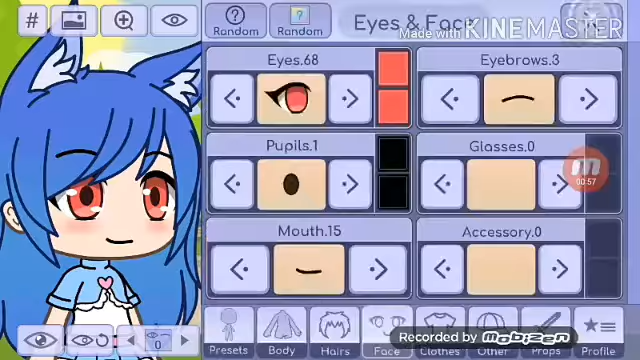 #
? Random
? Random
Eyes & Face
Made with KINEMASTER
Eyes.68
Eyebrows.3
Pupils.1
Glasses.0
M
00:57
Mouth.15
Accessory.0
0
Presets
Body
Hairs
Face
Clothes
Other
Props
Profile
RECORDED BY
Mobizen